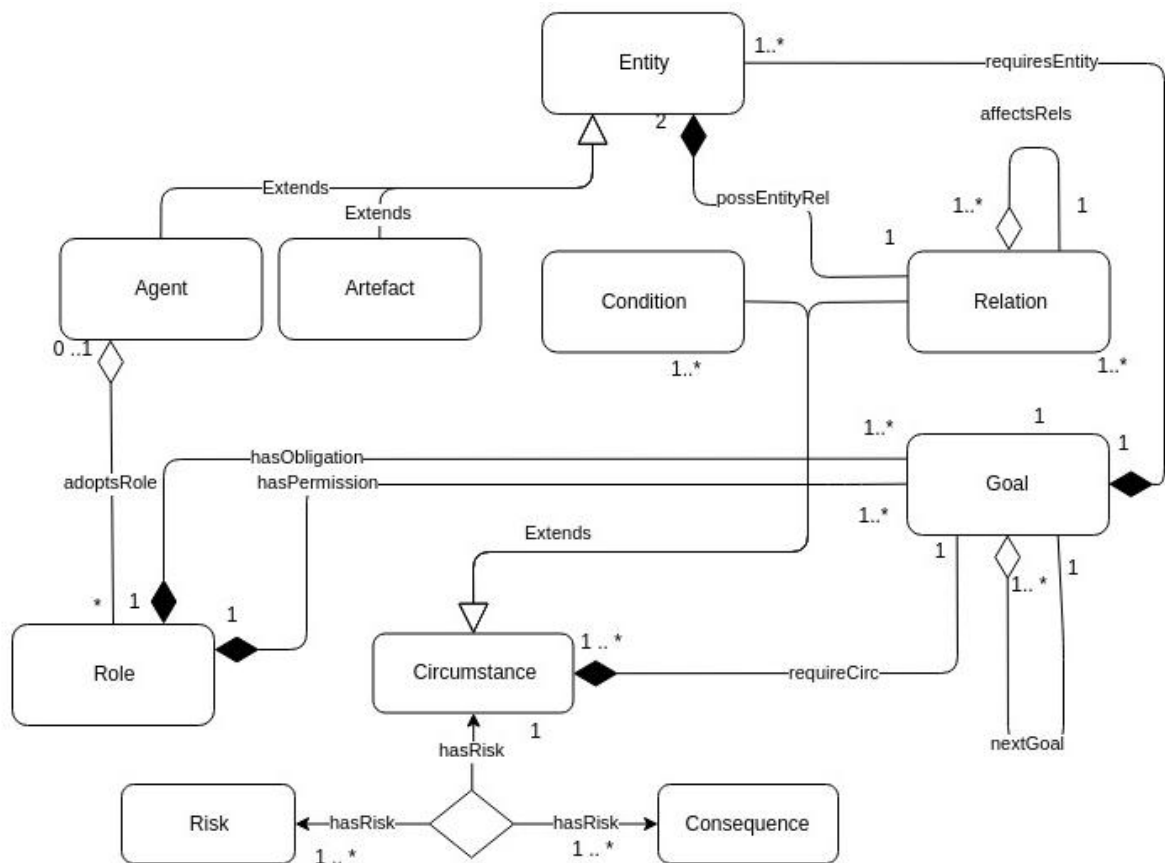 1..*
Entity
requiresEntity
2
affectsRels
Extends
possEntityRel
Extends
1..*
1
1
Agent
Artefact
Condition
Relation
0 ..1
1..*
1..*
1
1..*
1
hasObligation
adoptsRole
hasPermission
Goal
1..*
Extends
1
1.. *
1
*
1
1
1 .. *
Role
Circumstance
requireCirc
1
hasRisk
nextGoal
Risk
hasRisk
hasRisk
Consequence
1 .. *
1 .. *